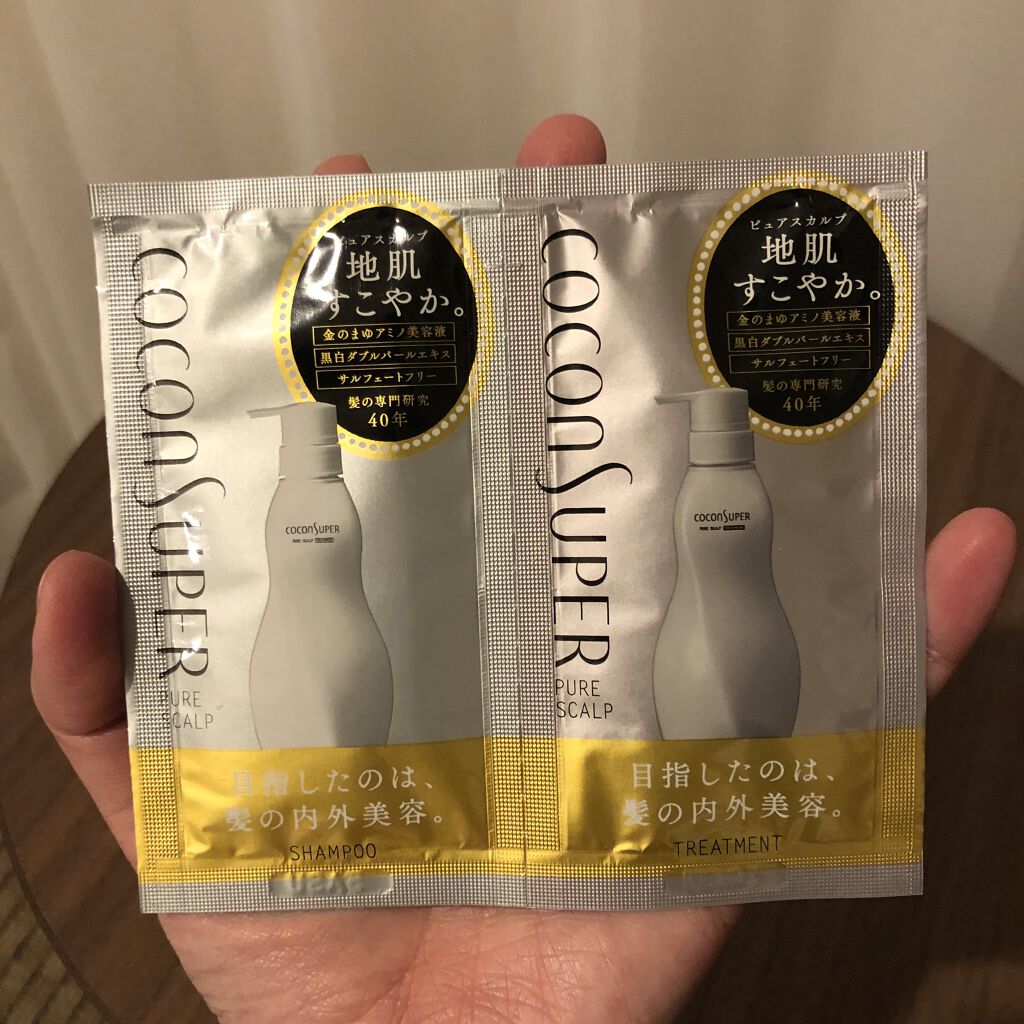 COCONSUPER
PURE
SCALP
ピュアスカルプ
地肌
すこやか。
金のまゆアミノ美容液
黒白ダブルパールエキス
サルフェートフリー
髪の専門研究
40年
COCONSUPER
PURE SCALP
目指したのは、
髪の内外美容。
SHAMPOO
COCONSUPER
PURE
SCALP
ピュアスカルプ
地肌
すこやか。
金のまゆアミノ美容液
黒白ダブルパールエキス
サルフェートフリー
髪の専門研究
40年
COCONSUPER
PURE SCALP
目指したのは、
髪の内外美容。
TREATMENT